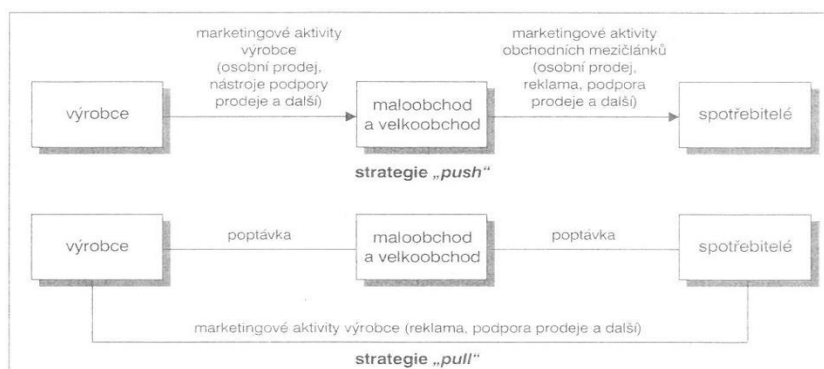 marketingové aktivity
výrobce
(osobní prodej,
nástroje podpory
prodeje a další)
marketingové aktivity
obchodních mezičlánků
(osobní prodej,
reklama, podpora
prodeje a další)
výrobce
maloobchod
a velkoobchod
spotřebitelé
strategie „push“
výrobce
poptávka
maloobchod
a velkoobchod
poptávka
spotřebitelé
marketingové aktivity výrobce (reklama, podpora prodeje a další)
strategie „pull“